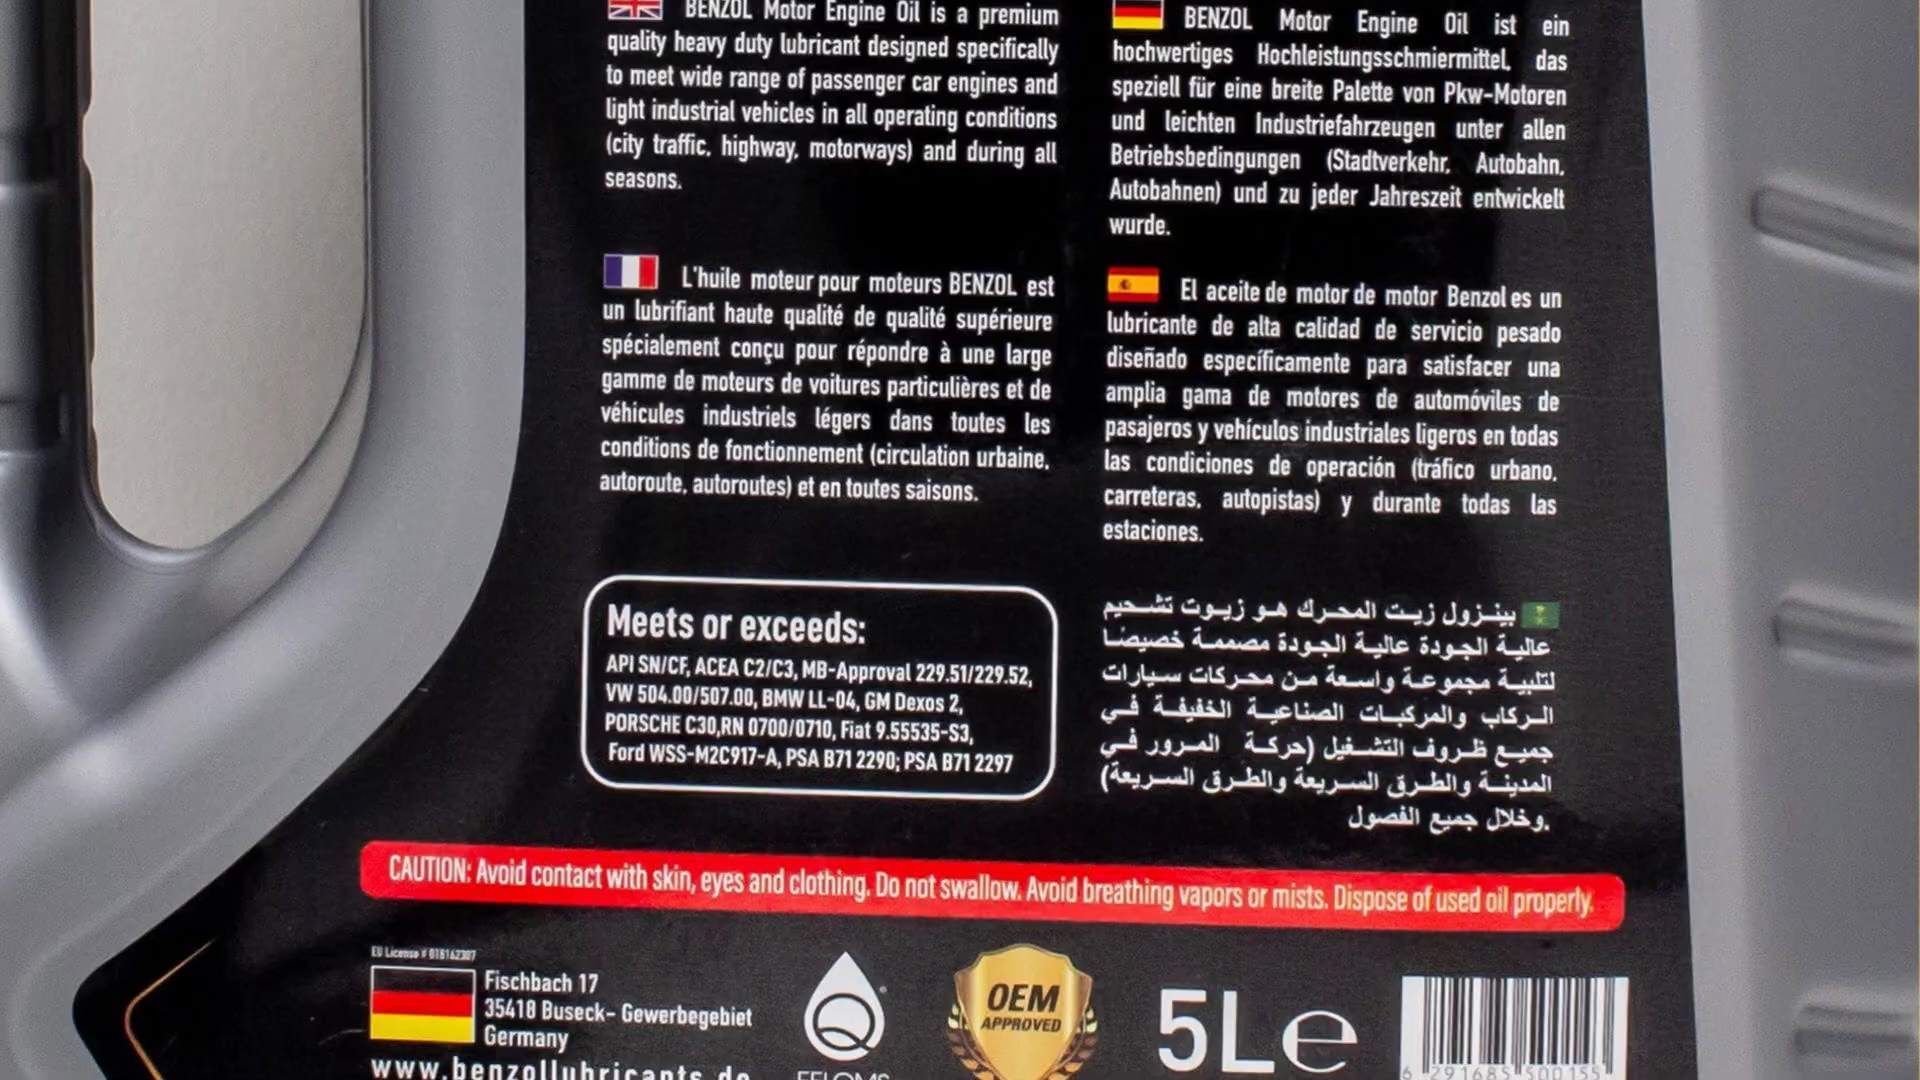 BENZOL Motor Engine Oil is a premium
quality heavy duty lubricant designed specifically
to meet wide range of passenger car engines and
light industrial vehicles in all operating conditions
(city traffic, highway, motorways) and during all
seasons.
BENZOL Motor Engine Oil ist ein
hochwertiges Hochleistungsschmiermittel, das
speziell für eine breite Palette von Pkw-Motoren
und leichten Industriefahrzeugen unter allen
Betriebsbedingungen (Stadtverkehr, Autobahn,
Autobahnen) und zu jeder Jahreszeit entwickelt
wurde.
L'huile moteur pour moteurs BENZOL est
un lubrifiant haute qualité de qualité supérieure
spécialement conçu pour répondre à une large
gamme de moteurs de voitures particulières et de
véhicules industriels légers dans toutes les
conditions de fonctionnement (circulation urbaine,
autoroute, autoroutes) et en toutes saisons.
El aceite de motor de motor Benzol es un
lubricante de alta calidad de servicio pesado
diseñado específicamente para satisfacer una
amplia gama de motores de automóviles de
pasajeros y vehículos industriales ligeros en todas
las condiciones de operación (tráfico urbano,
carreteras, autopistas) y durante todas las
estaciones.
Meets or exceeds:
API SN/CF, ACEA C2/C3, MB-Approval 229.51/229.52,
VW 504.00/507.00, BMW LL-04, GM Dexos 2,
PORSCHE C30,RN 0700/0710, Fiat 9.55535-S3,
Ford WSS-M2C917-A, PSA B71 2290; PSA B71 2297
بينزول زيت المحرك هو زيوت تشحيم
عالية الجودة عالية الجودة مصممة خصيصًا
لتلبية مجموعة واسعة من محركات سيارات
الركاب والمركبات الصناعية الخفيفة في
جميع ظروف التشغيل (حركة المرور في
المدينة والطرق السريعة والطرق السريعة)
وخلال جميع الفصول.
CAUTION: Avoid contact with skin, eyes and clothing. Do not swallow. Avoid breathing vapors or mists. Dispose of used oil properly.
EU License # 018162307
Fischbach 17
35418 Buseck- Gewerbegebiet
Germany
www.benzollubricants.de
OEM
APPROVED
5L e
6 291685 500155